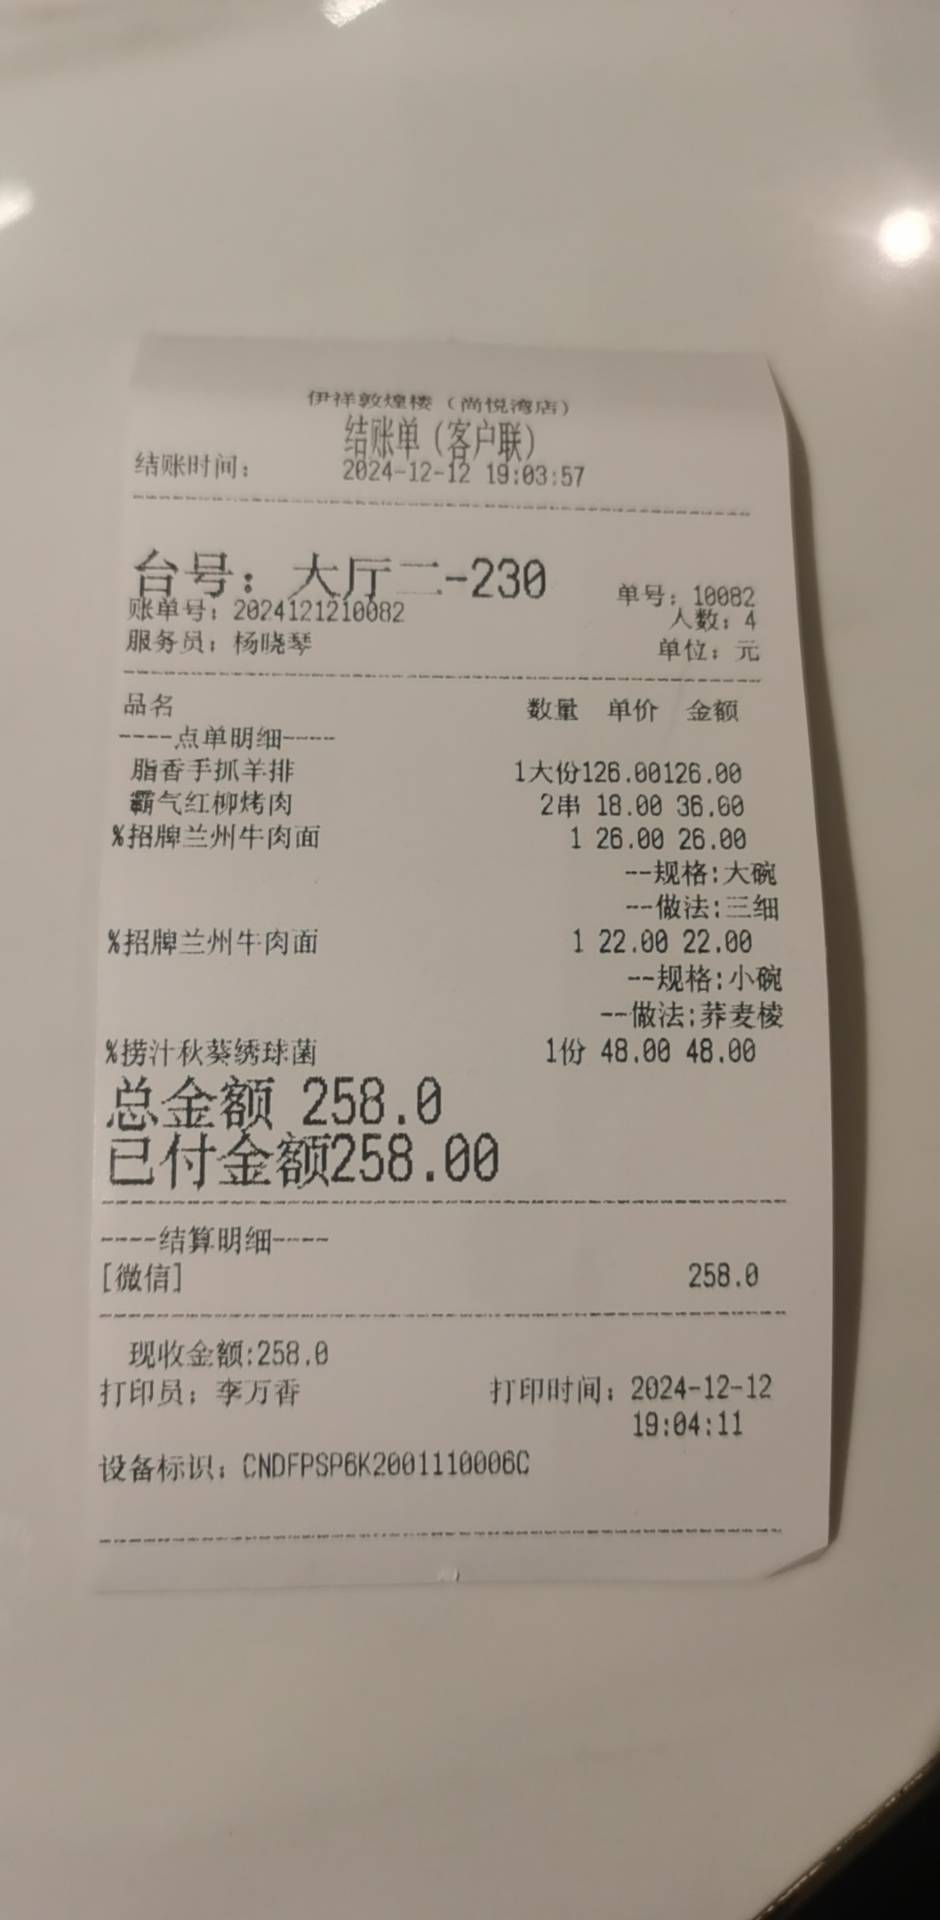 伊祥敦煌楼（尚悦湾店）
结账单（客户联）
结账时间： 2024-12-12 19:03:57
台号：大厅二-230
单号：10082
账单号：2024121210082
人数：4
服务员：杨晓琴
单位：元
品名 数量 单价 金额
----点单明细----
脂香手抓羊排 1大份126.00126.00
霸气红柳烤肉 2串 18.00 36.00
%招牌兰州牛肉面 1 26.00 26.00
--规格:大碗
--做法:三细
%招牌兰州牛肉面 1 22.00 22.00
--规格:小碗
--做法:荞麦棱
%捞汁秋葵绣球菌 1份 48.00 48.00
总金额 258.0
已付金额258.00
----结算明细----
[微信] 258.0
现收金额:258.0
打印员：李万香 打印时间：2024-12-12
19:04:11
设备标识：CNDFPSP6K2001110006C